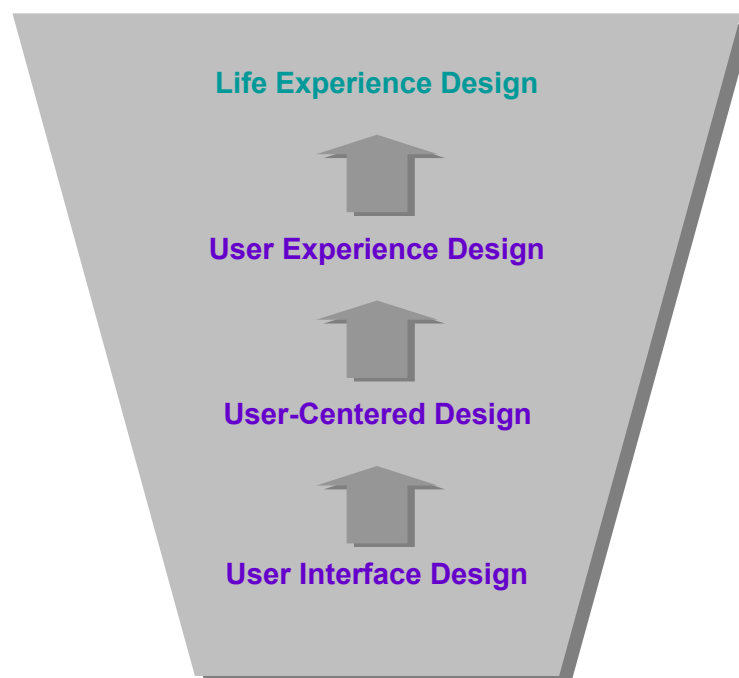 Life Experience Design
User Experience Design
User-Centered Design
User Interface Design